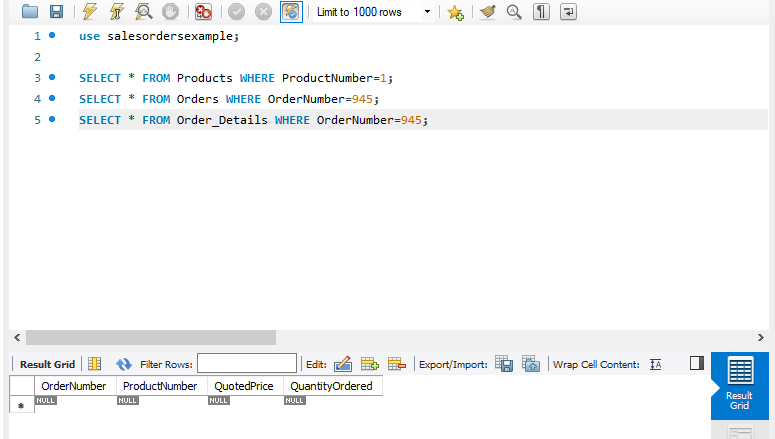 Limit to 1000 rows
1 use salesordersexample;
2
3 SELECT * FROM Products WHERE ProductNumber=1;
4 SELECT * FROM Orders WHERE OrderNumber=945;
5 SELECT * FROM Order_Details WHERE OrderNumber=945;
Result Grid Filter Rows: Edit: Export/Import: Wrap Cell Content: IA
OrderNumber ProductNumber QuotedPrice QuantityOrdered
* NULL NULL NULL NULL
Result
Grid